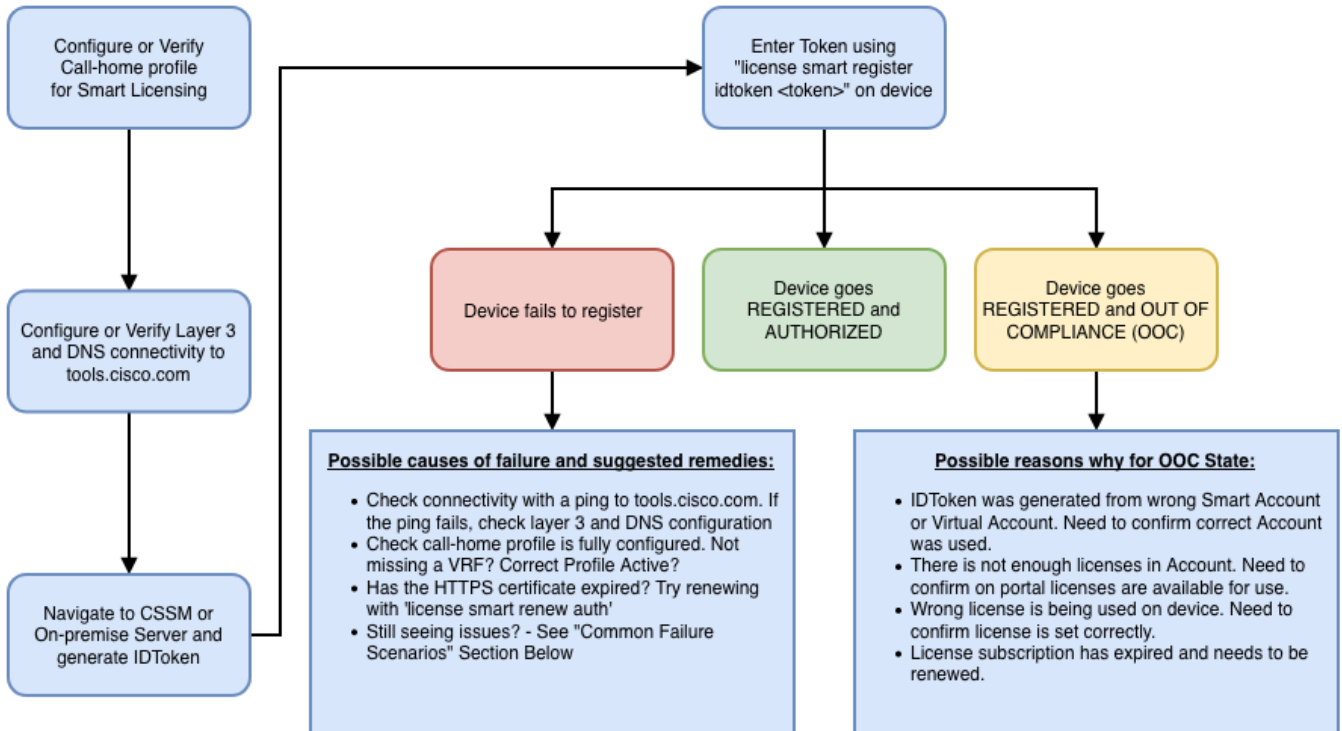 Configure or Verify
Call-home profile
for Smart Licensing
Configure or Verify Layer 3
and DNS connectivity to
tools.cisco.com
Navigate to CSSM or
On-premise Server and
generate IDToken
Enter Token using
"license smart register
idtoken <token>" on device
Device fails to register
Device goes
REGISTERED and
AUTHORIZED
Device goes
REGISTERED and OUT OF
COMPLIANCE (OOC)
Possible causes of failure and suggested remedies:
• Check connectivity with a ping to tools.cisco.com. If
the ping fails, check layer 3 and DNS configuration
• Check call-home profile is fully configured. Not
missing a VRF? Correct Profile Active?
• Has the HTTPS certificate expired? Try renewing
with 'license smart renew auth'
• Still seeing issues? - See "Common Failure
Scenarios" Section Below
Possible reasons why for OOC State:
• IDToken was generated from wrong Smart Account
or Virtual Account. Need to confirm correct Account
was used.
• There is not enough licenses in Account. Need to
confirm on portal licenses are available for use.
• Wrong license is being used on device. Need to
confirm license is set correctly.
• License subscription has expired and needs to be
renewed.